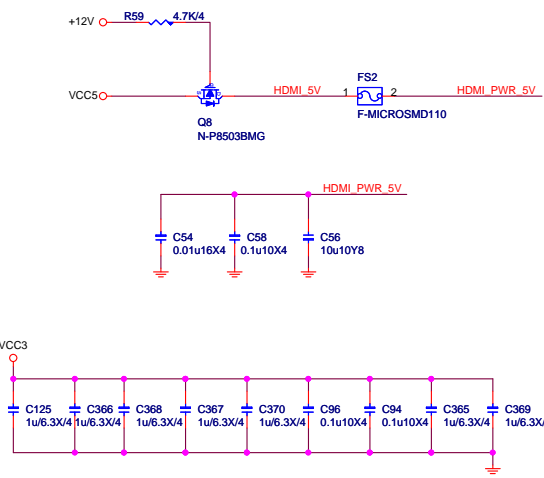 +12V R59 4.7K/4
VCC5 HDMI_5V 1 FS2 2 HDMI_PWR_5V
F-MICROSMD110
Q8
N-P8503BMG
HDMI_PWR_5V
C54 C58 C56
0.01u16X4 0.1u10X4 10u10Y8
VCC3
C125 C366 C368 C367 C370 C96 C94 C365 C369
1u/6.3X/4 1u/6.3X/4 1u/6.3X/4 1u/6.3X/4 1u/6.3X/4 0.1u10X4 0.1u10X4 1u/6.3X/4 1u/6.3X/